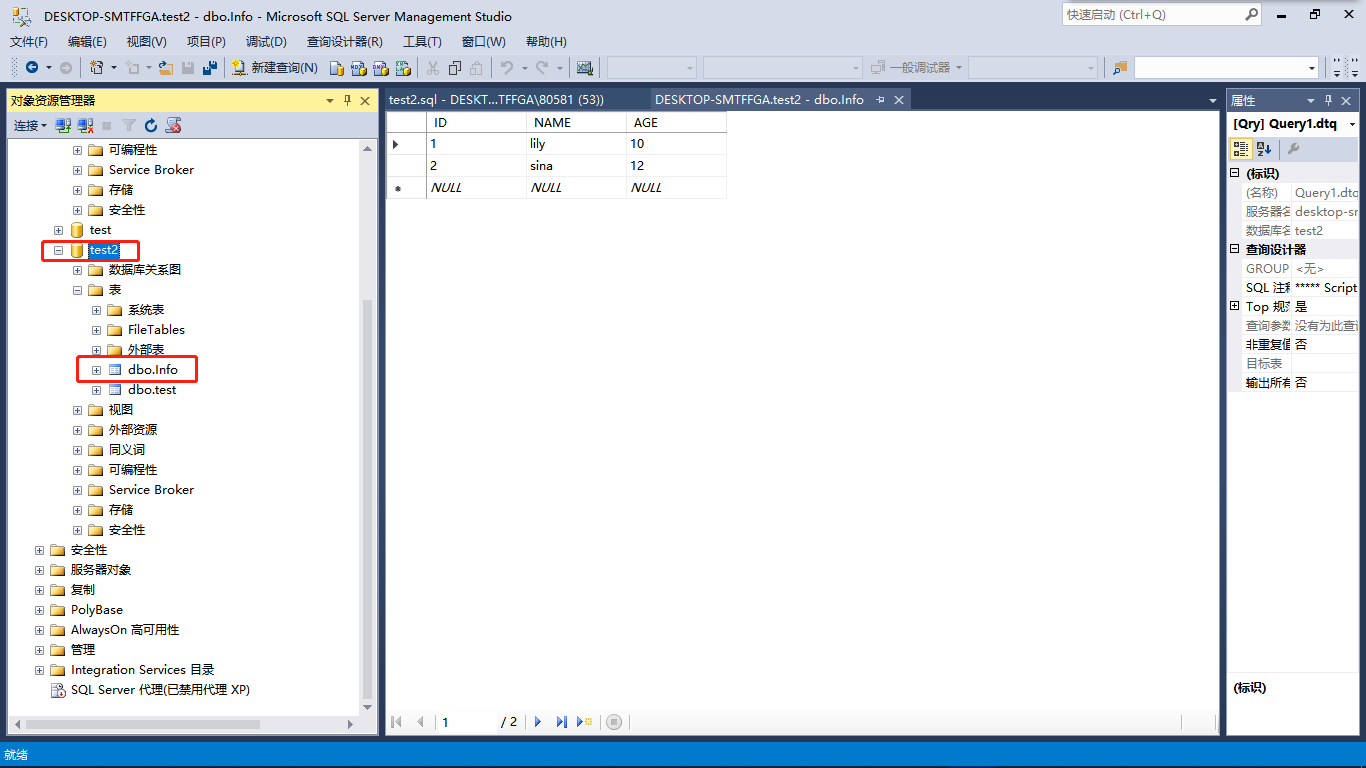 DESKTOP-SMTFFGA.test2 - dbo.Info - Microsoft SQL Server Management Studio
快速启动 (Ctrl+Q)
文件(F) 编辑(E) 视图(V) 项目(P) 调试(D) 查询设计器(R) 工具(T) 窗口(W) 帮助(H)
新建查询(N) 一般调试器
对象资源管理器
连接
可编程性
Service Broker
存储
安全性
test
test2
数据库关系图
表
系统表
FileTables
外部表
dbo.Info
dbo.test
视图
外部资源
同义词
可编程性
Service Broker
存储
安全性
安全性
服务器对象
复制
PolyBase
AlwaysOn 高可用性
管理
Integration Services 目录
SQL Server 代理(已禁用代理 XP)
test2.sql - DESKT...TFFGA\80581 (53)) DESKTOP-SMTFFGA.test2 - dbo.Info
ID NAME AGE
1 lily 10
2 sina 12
NULL NULL NULL
1 / 2
属性
[Qry] Query1.dtq
(标识)
(名称) Query1.dtq
服务器名 desktop-sm
数据库名 test2
查询设计器
GROUP <无>
SQL 注释 ***** Script
Top 规范 是
查询参数 没有为此查询
非重复值 否
目标表
输出所有 否
(标识)
就绪